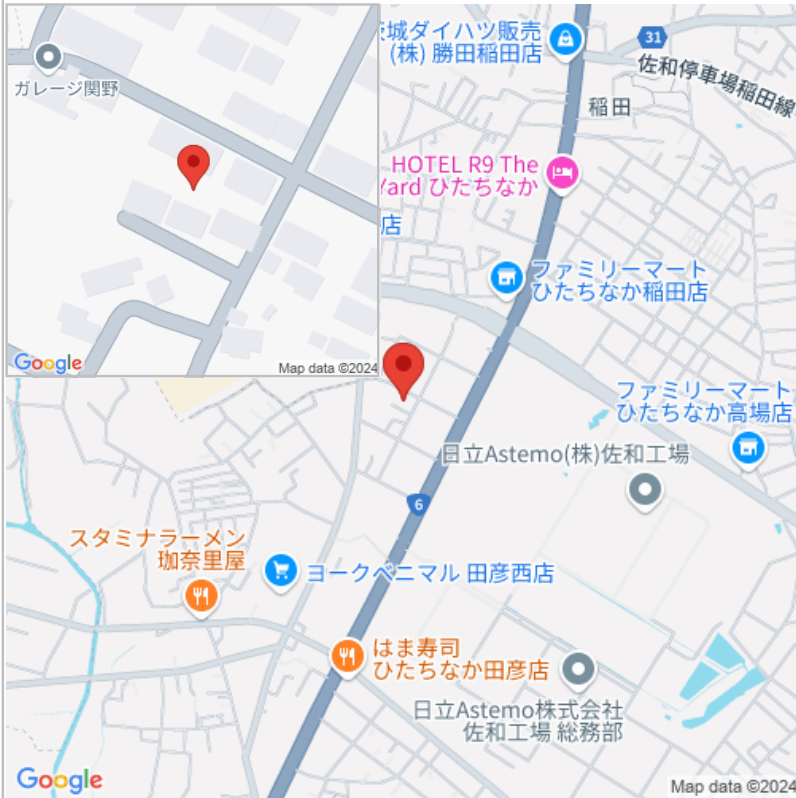 ガレージ関野
Google
Map data ©2024
城ダイハツ販売
(株) 勝田稲田店
31
佐和停車場稲田線
稲田
HOTEL R9 The
Yard ひたちなか
店
ファミリーマート
ひたちなか稲田店
ファミリーマート
ひたちなか高場店
日立Astemo(株)佐和工場
6
スタミナラーメン
珈奈里屋
ヨークベニマル 田彦西店
はま寿司
ひたちなか田彦店
日立Astemo株式会社
佐和工場 総務部
Google
Map data ©2024